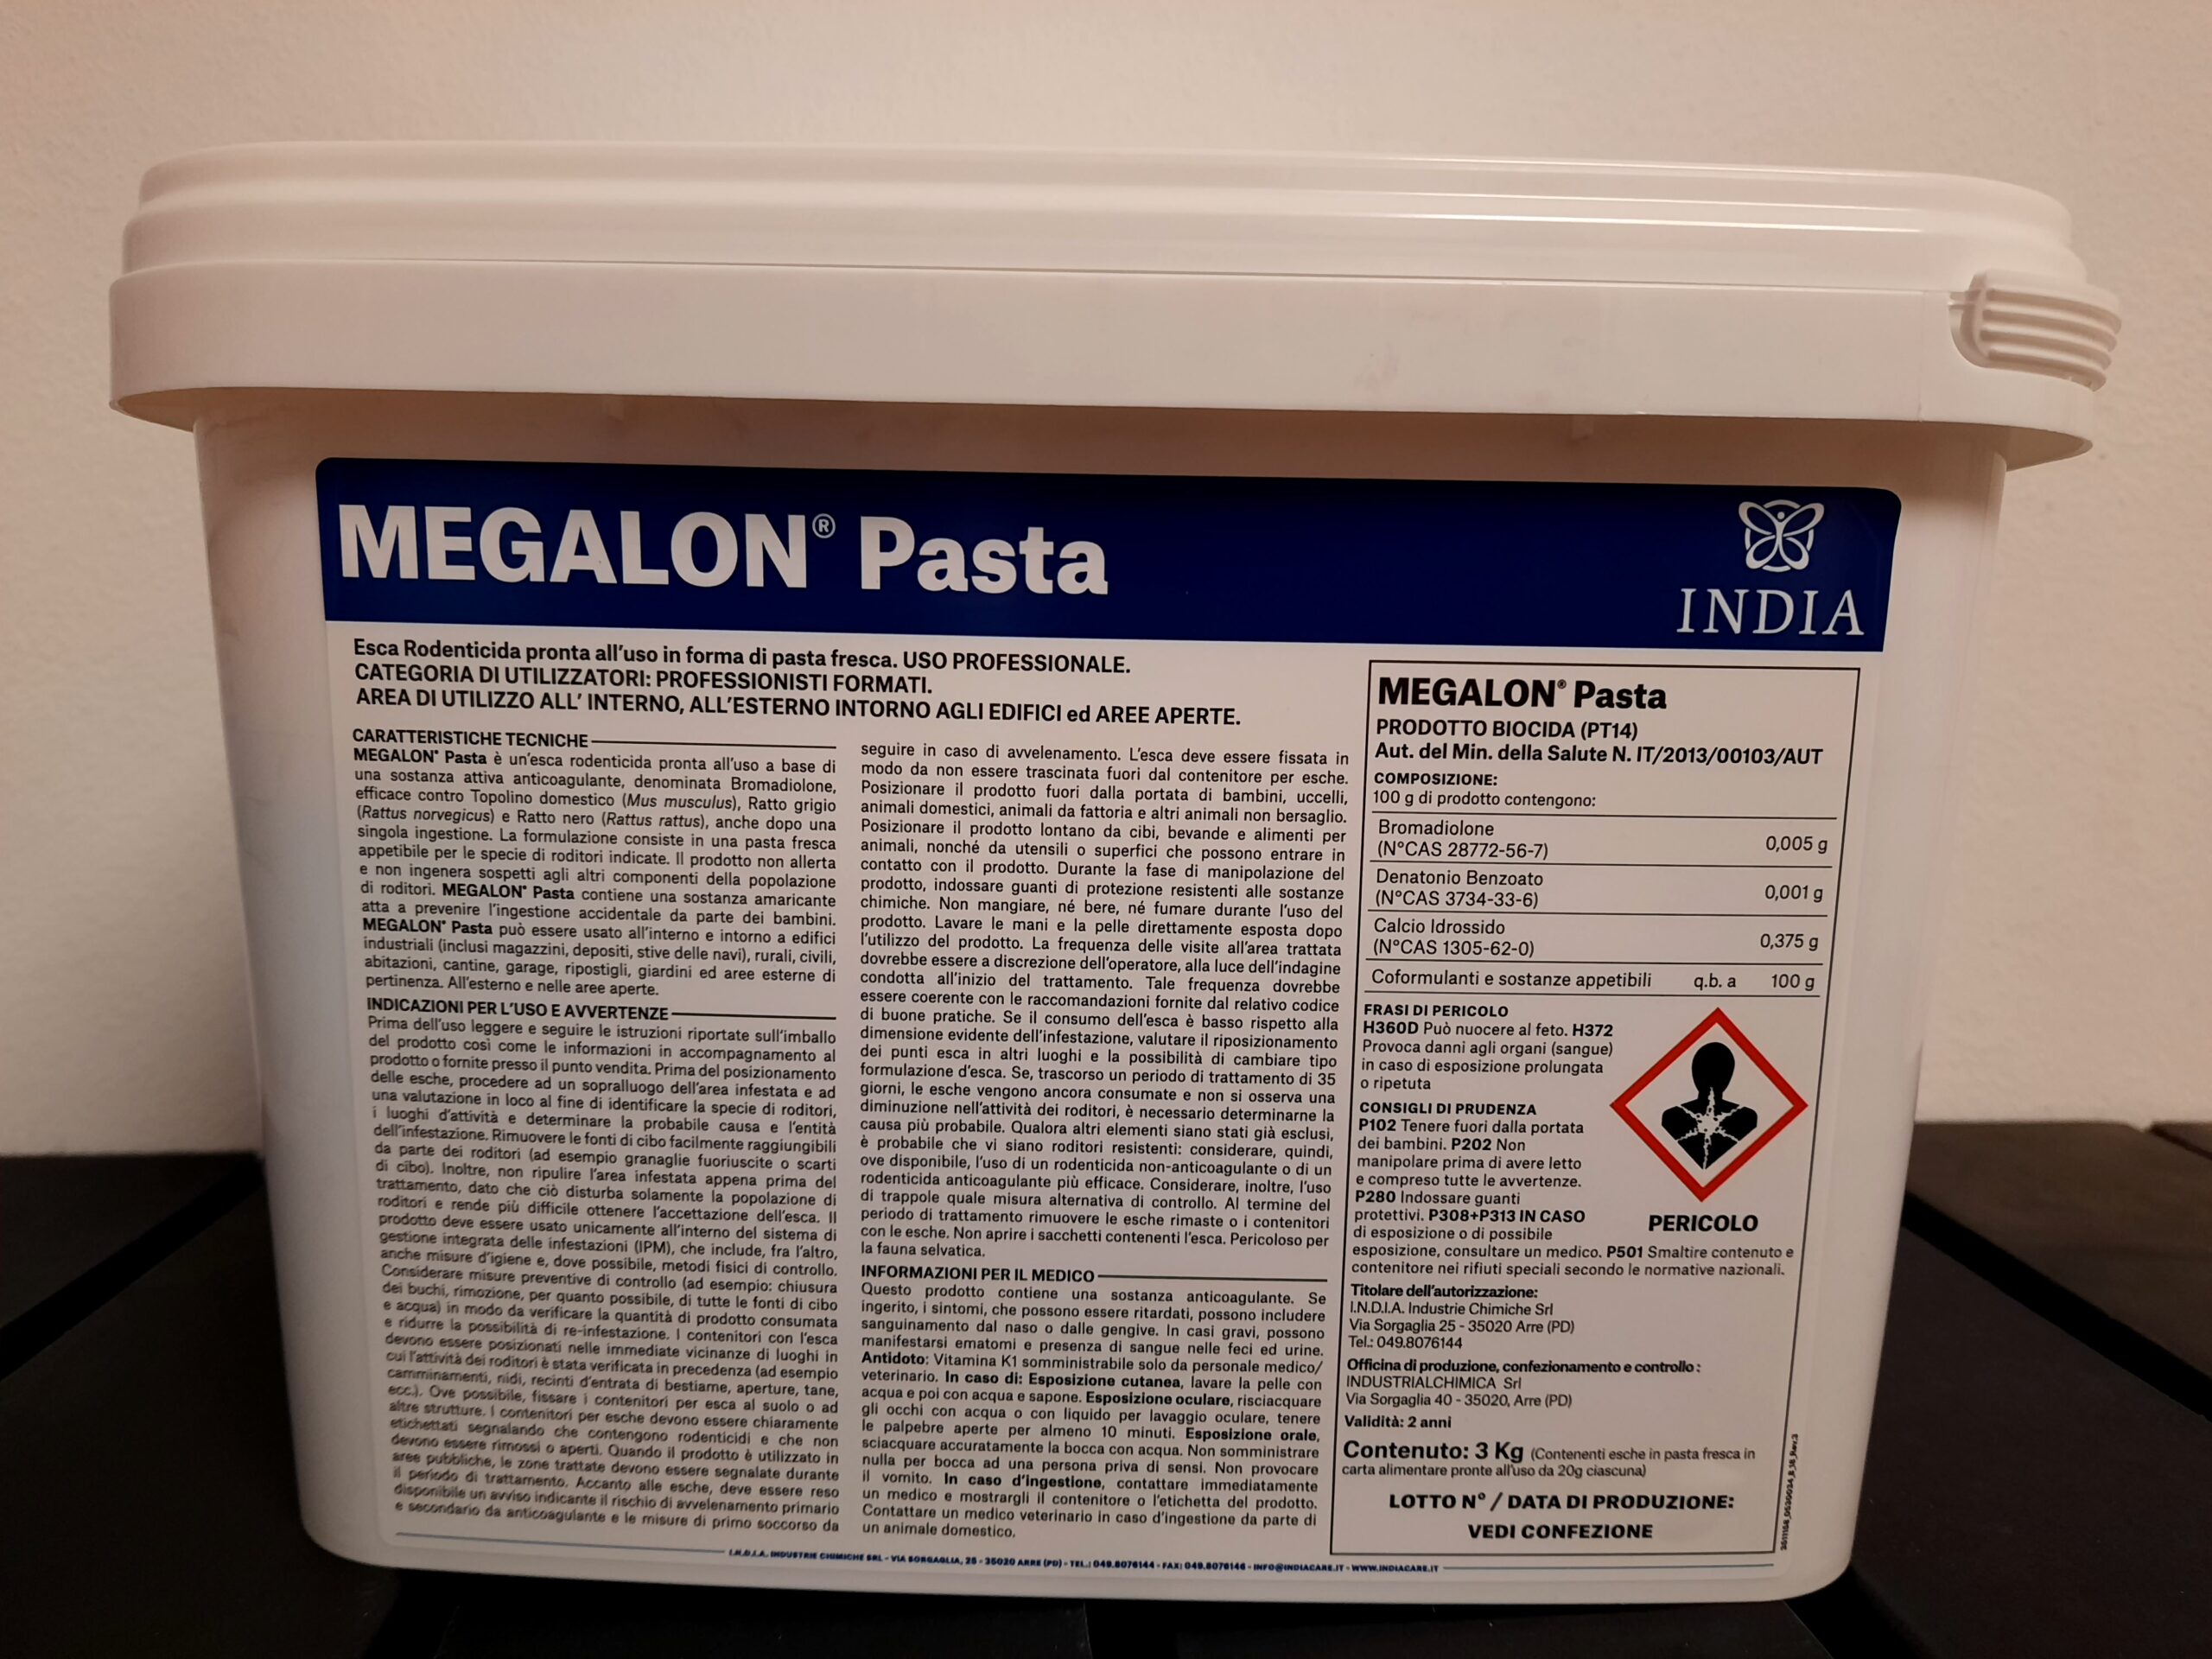 MEGALON® Pasta
INDIA
Esca Rodenticida pronta all'uso in forma di pasta fresca. USO PROFESSIONALE.
CATEGORIA DI UTILIZZATORI: PROFESSIONISTI FORMATI.
AREA DI UTILIZZO ALL' INTERNO, ALL'ESTERNO INTORNO AGLI EDIFICI ed AREE APERTE.
CARATTERISTICHE TECNICHE
MEGALON® Pasta è un'esca rodenticida pronta all'uso a base di
una sostanza attiva anticoagulante, denominata Bromadiolone,
efficace contro Topolino domestico (Mus musculus), Ratto grigio
(Rattus norvegicus) e Ratto nero (Rattus rattus), anche dopo una
singola ingestione. La formulazione consiste in una pasta fresca
appetibile per le specie di roditori indicate. Il prodotto non allerta
e non ingenera sospetti agli altri componenti della popolazione
di roditori. MEGALON® Pasta contiene una sostanza amaricante
atta a prevenire l'ingestione accidentale da parte dei bambini.
MEGALON® Pasta può essere usato all'interno e intorno a edifici
industriali (inclusi magazzini, depositi, stive delle navi), rurali, civili,
abitazioni, cantine, garage, ripostigli, giardini ed aree esterne di
pertinenza. All'esterno e nelle aree aperte.
INDICAZIONI PER L'USO E AVVERTENZE
Prima dell'uso leggere e seguire le istruzioni riportate sull'imballo
del prodotto così come le informazioni in accompagnamento al
prodotto o fornite presso il punto vendita. Prima del posizionamento
delle esche, procedere ad un sopralluogo dell'area infestata e ad
una valutazione in loco al fine di identificare la specie di roditori,
i luoghi d'attività e determinare la probabile causa e l'entità
dell'infestazione. Rimuovere le fonti di cibo facilmente raggiungibili
da parte dei roditori (ad esempio granaglie fuoriuscite o scarti
di cibo). Inoltre, non ripulire l'area infestata appena prima del
trattamento, dato che ciò disturba solamente la popolazione di
roditori e rende più difficile ottenere l'accettazione dell'esca. Il
prodotto deve essere usato unicamente all'interno del sistema di
gestione integrata delle infestazioni (IPM), che include, fra l'altro,
anche misure d'igiene e, dove possibile, metodi fisici di controllo.
Considerare misure preventive di controllo (ad esempio: chiusura
dei buchi, rimozione, per quanto possibile, di tutte le fonti di cibo
e acqua) in modo da verificare la quantità di prodotto consumata
e ridurre la possibilità di re-infestazione. I contenitori con l'esca
devono essere posizionati nelle immediate vicinanze di luoghi in
cui l'attività dei roditori è stata verificata in precedenza (ad esempio
camminamenti, nidi, recinti d'entrata di bestiame, aperture, tane,
ecc.). Ove possibile, fissare i contenitori per esca al suolo o ad
altre strutture. I contenitori per esche devono essere chiaramente
etichettati segnalando che contengono rodenticidi e che non
devono essere rimossi o aperti. Quando il prodotto è utilizzato in
aree pubbliche, le zone trattate devono essere segnalate durante
il periodo di trattamento. Accanto alle esche, deve essere reso
disponibile un avviso indicante il rischio di avvelenamento primario
e secondario da anticoagulante e le misure di primo soccorso da
seguire in caso di avvelenamento. L'esca deve essere fissata in
modo da non essere trascinata fuori dal contenitore per esche.
Posizionare il prodotto fuori dalla portata di bambini, uccelli,
animali domestici, animali da fattoria e altri animali non bersaglio.
Posizionare il prodotto lontano da cibi, bevande e alimenti per
animali, nonché da utensili o superfici che possono entrare in
contatto con il prodotto. Durante la fase di manipolazione del
prodotto, indossare guanti di protezione resistenti alle sostanze
chimiche. Non mangiare, né bere, né fumare durante l'uso del
prodotto. Lavare le mani e la pelle direttamente esposta dopo
l'utilizzo del prodotto. La frequenza delle visite all'area trattata
dovrebbe essere a discrezione dell'operatore, alla luce dell'indagine
condotta all'inizio del trattamento. Tale frequenza dovrebbe
essere coerente con le raccomandazioni fornite dal relativo codice
di buone pratiche. Se il consumo dell'esca è basso rispetto alla
dimensione evidente dell'infestazione, valutare il riposizionamento
dei punti esca in altri luoghi e la possibilità di cambiare tipo
formulazione d'esca. Se, trascorso un periodo di trattamento di 35
giorni, le esche vengono ancora consumate e non si osserva una
diminuzione nell'attività dei roditori, è necessario determinarne la
causa più probabile. Qualora altri elementi siano stati già esclusi,
è probabile che vi siano roditori resistenti: considerare, quindi,
ove disponibile, l'uso di un rodenticida non-anticoagulante o di un
rodenticida anticoagulante più efficace. Considerare, inoltre, l'uso
di trappole quale misura alternativa di controllo. Al termine del
periodo di trattamento rimuovere le esche rimaste o i contenitori
con le esche. Non aprire i sacchetti contenenti l'esca. Pericoloso per
la fauna selvatica.
INFORMAZIONI PER IL MEDICO
Questo prodotto contiene una sostanza anticoagulante. Se
ingerito, i sintomi, che possono essere ritardati, possono includere
sanguinamento dal naso o dalle gengive. In casi gravi, possono
manifestarsi ematomi e presenza di sangue nelle feci ed urine.
Antidoto: Vitamina K1 somministrabile solo da personale medico/
veterinario. In caso di: Esposizione cutanea, lavare la pelle con
acqua e poi con acqua e sapone. Esposizione oculare, risciacquare
gli occhi con acqua o con liquido per lavaggio oculare, tenere
le palpebre aperte per almeno 10 minuti. Esposizione orale,
sciacquare accuratamente la bocca con acqua. Non somministrare
nulla per bocca ad una persona priva di sensi. Non provocare
il vomito. In caso d'ingestione, contattare immediatamente
un medico e mostrargli il contenitore o l'etichetta del prodotto.
Contattare un medico veterinario in caso d'ingestione da parte di
un animale domestico.
MEGALON® Pasta
PRODOTTO BIOCIDA (PT14)
Aut. del Min. della Salute N. IT/2013/00103/AUT
COMPOSIZIONE:
100 g di prodotto contengono:
Bromadiolone
(N°CAS 28772-56-7) 0,005 g
Denatonio Benzoato
(N°CAS 3734-33-6) 0,001 g
Calcio Idrossido
(N°CAS 1305-62-0) 0,375 g
Coformulanti e sostanze appetibili q.b. a 100 g
FRASI DI PERICOLO
H360D Può nuocere al feto. H372
Provoca danni agli organi (sangue)
in caso di esposizione prolungata
o ripetuta
CONSIGLI DI PRUDENZA
P102 Tenere fuori dalla portata
dei bambini. P202 Non
manipolare prima di avere letto
e compreso tutte le avvertenze.
P280 Indossare guanti
protettivi. P308+P313 IN CASO
di esposizione o di possibile
esposizione, consultare un medico. P501 Smaltire contenuto e
contenitore nei rifiuti speciali secondo le normative nazionali.
PERICOLO
Titolare dell'autorizzazione:
I.N.D.I.A. Industrie Chimiche Srl
Via Sorgaglia 25 - 35020 Arre (PD)
Tel.: 049.8076144
Officina di produzione, confezionamento e controllo:
INDUSTRIALCHIMICA Srl
Via Sorgaglia 40 - 35020, Arre (PD)
Validità: 2 anni
Contenuto: 3 Kg (Contenenti esche in pasta fresca in
carta alimentare pronte all'uso da 20g ciascuna)
LOTTO N° / DATA DI PRODUZIONE:
VEDI CONFEZIONE
I.N.D.I.A. INDUSTRIE CHIMICHE SRL - VIA SORGAGLIA, 25 - 35020 ARRE (PD) - TEL.: 049.8076144 - FAX: 049.8076146 - INFO@INDIACARE.IT - WWW.INDIACARE.IT